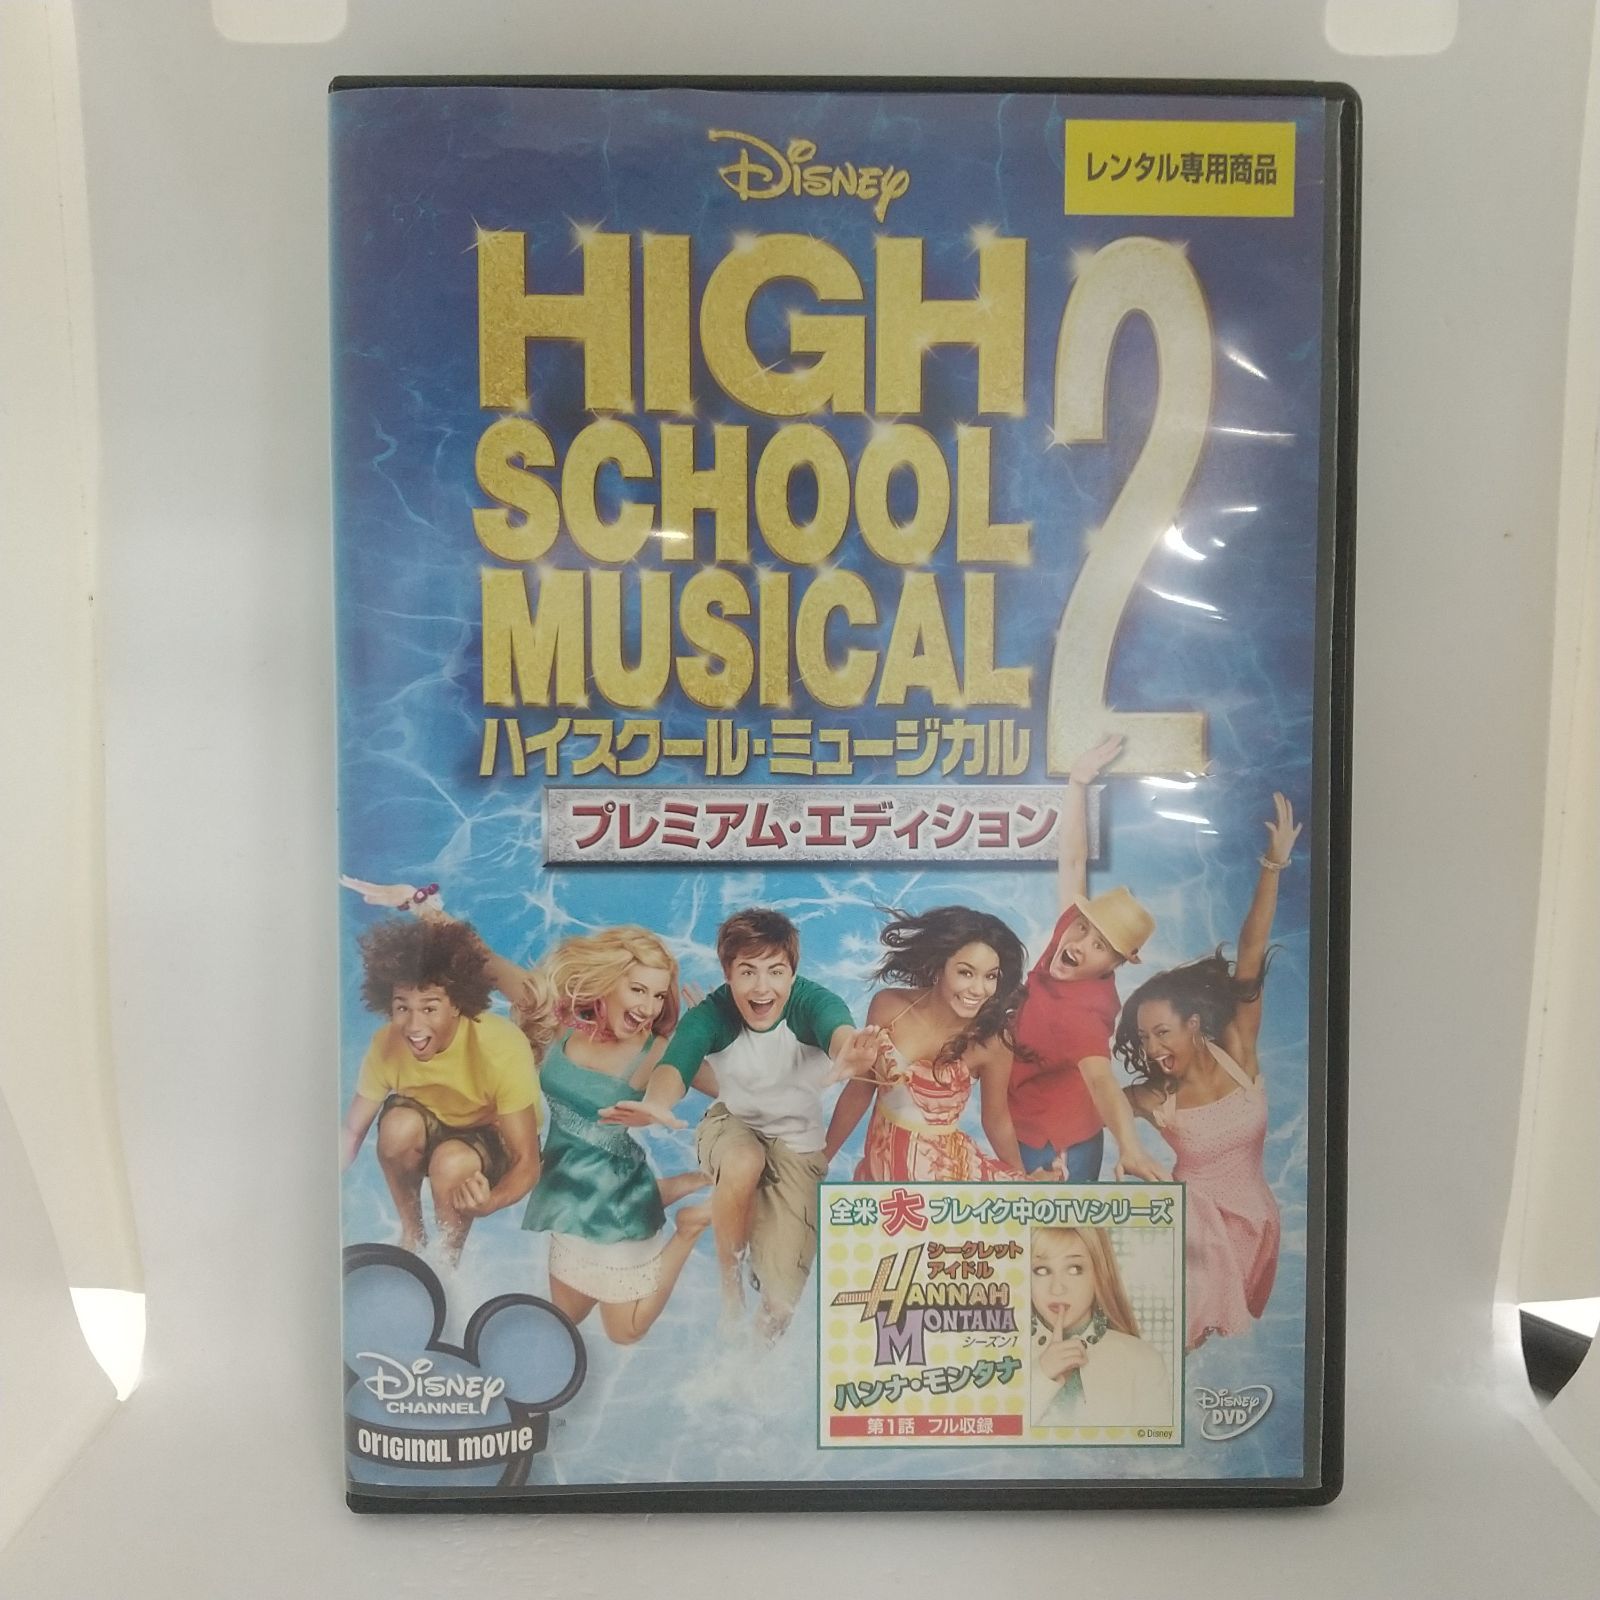 Disney
レンタル専用商品
HIGH
SCHOOL
MUSICAL
2
ハイスクール・ミュージカル
プレミアム・エディション
全米大ブレイク中のTVシリーズ
シークレット
アイドル
HANNAH
MONTANA
シーズン1
ハンナ・モンタナ
第1話 フル収録
© Disney
Disney
CHANNEL
ORIGINAL MOVIE
SM
Disney
DVD